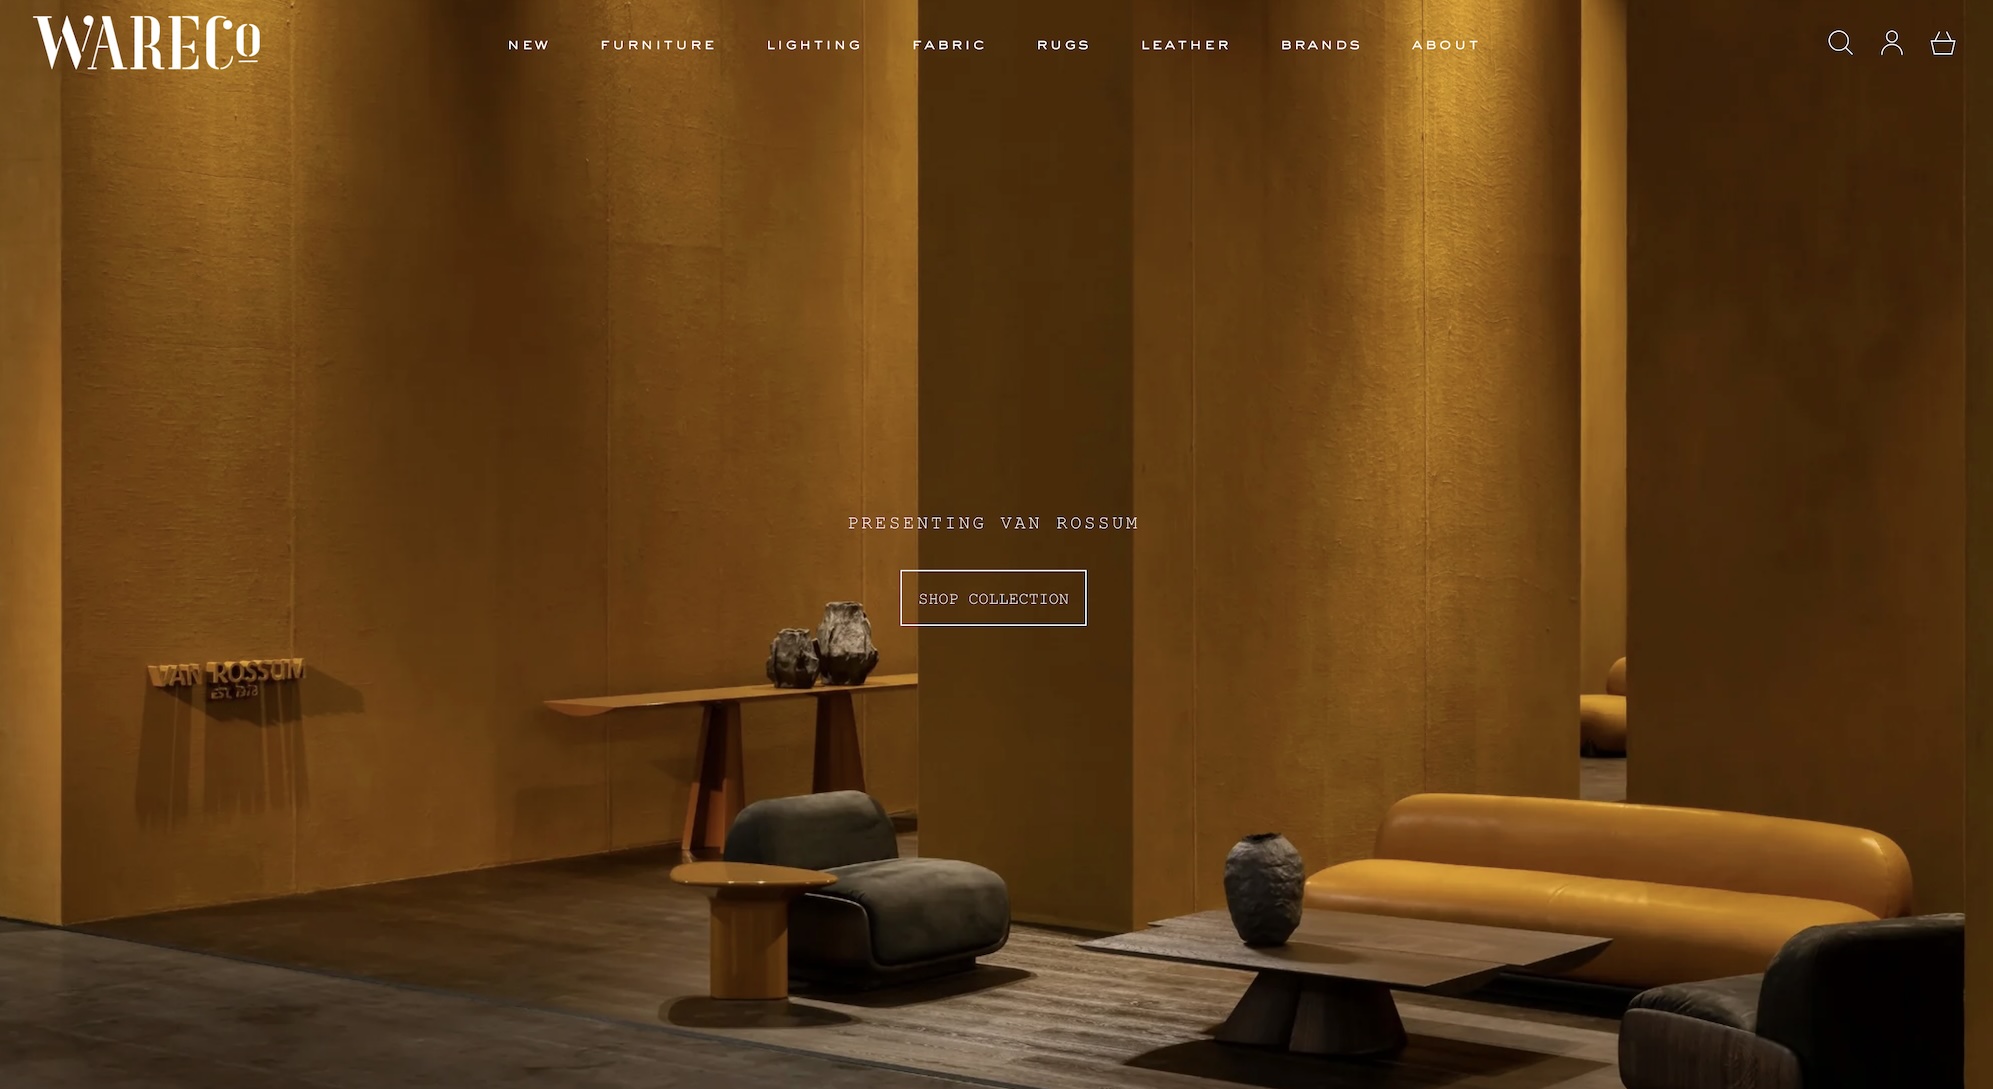 WARECo
NEW FURNITURE LIGHTING FABRIC RUGS LEATHER BRANDS ABOUT
PRESENTING VAN ROSSUM
SHOP COLLECTION
VAN ROSSUM
EST. 1978